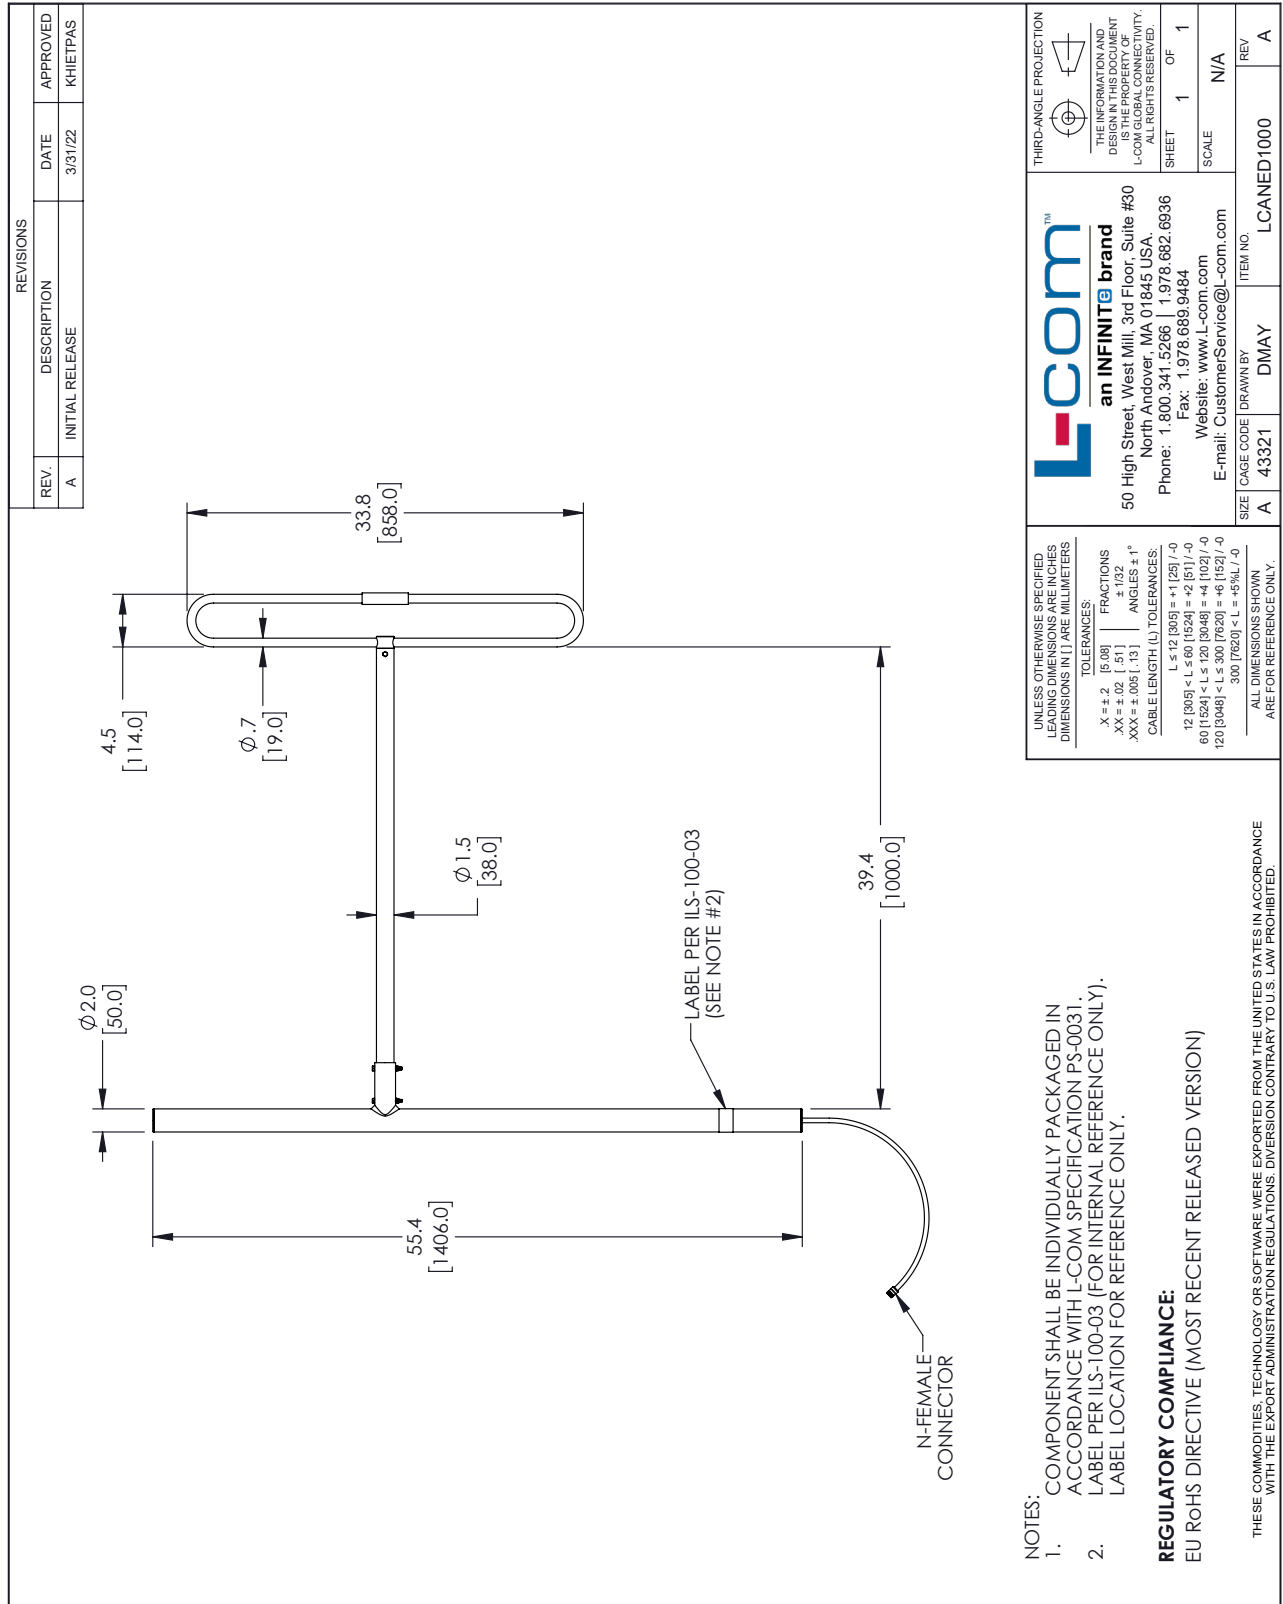 REVISIONS
REV. DESCRIPTION DATE APPROVED
A INITIAL RELEASE 3/31/22 KHIETPAS
33.8
[858.0]
4.5
[114.0]
Ø.7
[19.0]
Ø1.5
[38.0]
39.4
[1000.0]
Ø2.0
[50.0]
LABEL PER ILS-100-03
(SEE NOTE #2)
55.4
[1406.0]
N-FEMALE
CONNECTOR
NOTES:
1. COMPONENT SHALL BE INDIVIDUALLY PACKAGED IN
ACCORDANCE WITH L-COM SPECIFICATION PS-0031.
2. LABEL PER ILS-100-03 (FOR INTERNAL REFERENCE ONLY).
LABEL LOCATION FOR REFERENCE ONLY.
REGULATORY COMPLIANCE:
EU RoHS DIRECTIVE (MOST RECENT RELEASED VERSION)
THESE COMMODITIES, TECHNOLOGY OR SOFTWARE WERE EXPORTED FROM THE UNITED STATES IN ACCORDANCE
WITH THE EXPORT ADMINISTRATION REGULATIONS. DIVERSION CONTRARY TO U.S. LAW PROHIBITED.
UNLESS OTHERWISE SPECIFIED
LEADING DIMENSIONS ARE INCHES
DIMENSIONS IN [ ] ARE MILLIMETERS
TOLERANCES:
.X = ± .2 [5.08] FRACTIONS
.XX = ± .02 [ .51] ± 1/32
.XXX = ± .005 [ .13] ANGLES ± 1°
CABLE LENGTH (L) TOLERANCES:
L ≤ 12 [305] = +1 [25] / -0
12 [305] < L ≤ 60 [1524] = +2 [51] / -0
60 [1524] < L ≤ 120 [3048] = +4 [102] / -0
120 [3048] < L ≤ 300 [7620] = +6 [152] / -0
300 [7620] < L = +5%L / -0
ALL DIMENSIONS SHOWN
ARE FOR REFERENCE ONLY.
L-com™
an INFINITe brand
50 High Street, West Mill, 3rd Floor, Suite #30
North Andover, MA 01845 USA.
Phone: 1.800.341.5266 | 1.978.682.6936
Fax: 1.978.689.9484
Website: www.L-com.com
E-mail: CustomerService@L-com.com
THIRD-ANGLE PROJECTION
THE INFORMATION AND
DESIGN IN THIS DOCUMENT
IS THE PROPERTY OF
L-COM GLOBAL CONNECTIVITY.
ALL RIGHTS RESERVED.
SHEET 1 OF 1
SCALE N/A
SIZE A
CAGE CODE 43321
DRAWN BY DMAY
ITEM NO. LCANED1000
REV A